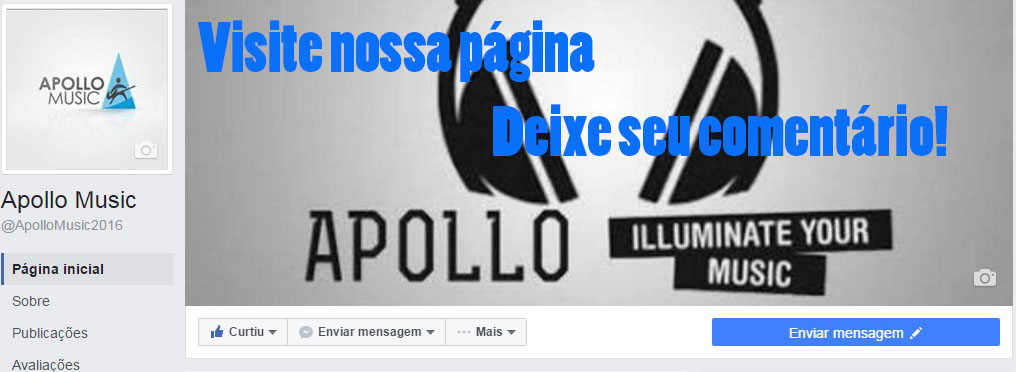 APOLLO
MUSIC
Apollo Music
@ApolloMusic2016
Página inicial
Sobre
Publicações
Avaliações
Visite nossa página
Deixe seu comentário!
APOLLO
ILLUMINATE YOUR
MUSIC
Curtiu
Enviar mensagem
Mais
Enviar mensagem